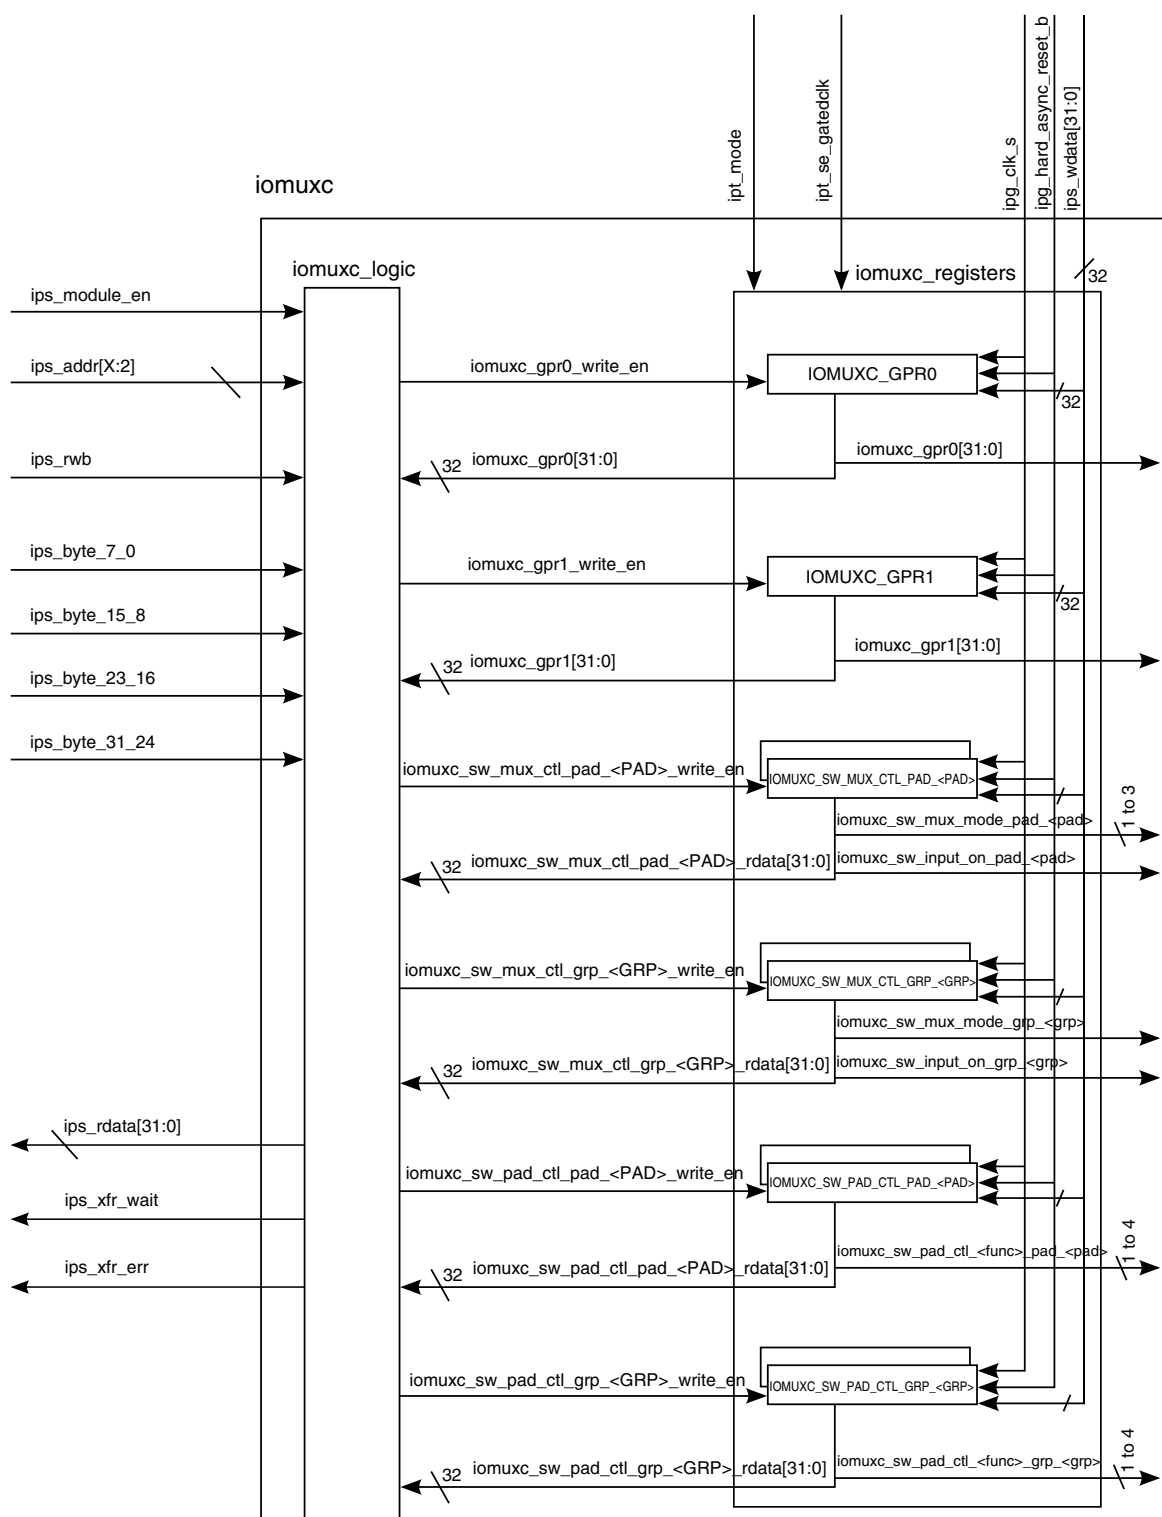 ipt_mode
ipt_se_gatedclk
ipg_clk_s
ipg_hard_async_reset_b
ips_wdata[31:0]
iomuxc
iomuxc_logic
iomuxc_registers
32
ips_module_en
ips_addr[X:2]
iomuxc_gpr0_write_en
IOMUXC_GPR0
32
ips_rwb
32
iomuxc_gpr0[31:0]
iomuxc_gpr0[31:0]
ips_byte_7_0
iomuxc_gpr1_write_en
IOMUXC_GPR1
32
ips_byte_15_8
32
iomuxc_gpr1[31:0]
iomuxc_gpr1[31:0]
ips_byte_23_16
ips_byte_31_24
iomuxc_sw_mux_ctl_pad_<PAD>_write_en
IOMUXC_SW_MUX_CTL_PAD_<PAD>
1 to 3
iomuxc_sw_mux_mode_pad_<pad>
32
iomuxc_sw_mux_ctl_pad_<PAD>_rdata[31:0]
iomuxc_sw_input_on_pad_<pad>
iomuxc_sw_mux_ctl_grp_<GRP>_write_en
IOMUXC_SW_MUX_CTL_GRP_<GRP>
iomuxc_sw_mux_mode_grp_<grp>
32
iomuxc_sw_mux_ctl_grp_<GRP>_rdata[31:0]
iomuxc_sw_input_on_grp_<grp>
ips_rdata[31:0]
iomuxc_sw_pad_ctl_pad_<PAD>_write_en
IOMUXC_SW_PAD_CTL_PAD_<PAD>
ips_xfr_wait
1 to 4
iomuxc_sw_pad_ctl_<func>_pad_<pad>
ips_xfr_err
32
iomuxc_sw_pad_ctl_pad_<PAD>_rdata[31:0]
iomuxc_sw_pad_ctl_grp_<GRP>_write_en
IOMUXC_SW_PAD_CTL_GRP_<GRP>
1 to 4
iomuxc_sw_pad_ctl_<func>_grp_<grp>
32
iomuxc_sw_pad_ctl_grp_<GRP>_rdata[31:0]